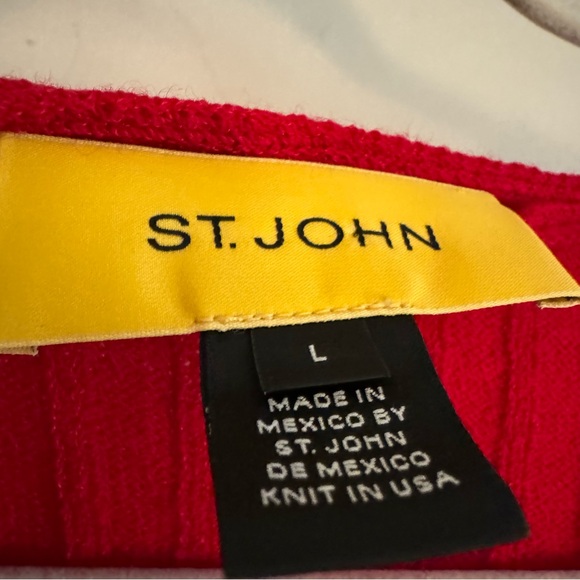 ST. JOHN
L
MADE IN
MEXICO BY
ST. JOHN
DE MEXICO
KNIT IN USA